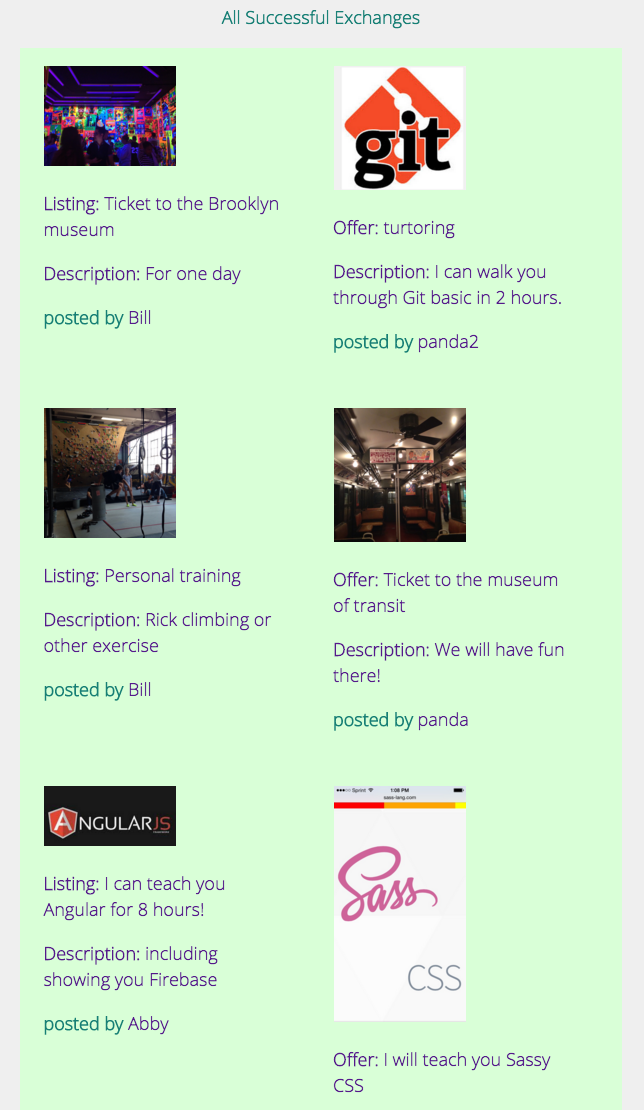 All Successful Exchanges
git
Listing: Ticket to the Brooklyn
museum
Description: For one day
posted by Bill
Offer: turtoring
Description: I can walk you
through Git basic in 2 hours.
posted by panda2
Listing: Personal training
Description: Rick climbing or
other exercise
posted by Bill
Offer: Ticket to the museum
of transit
Description: We will have fun
there!
posted by panda
ANGULARJS
Listing: I can teach you
Angular for 8 hours!
Description: including
showing you Firebase
posted by Abby
Sprint 1:08 PM
sass-lang.com
Sass
CSS
Offer: I will teach you Sassy
CSS